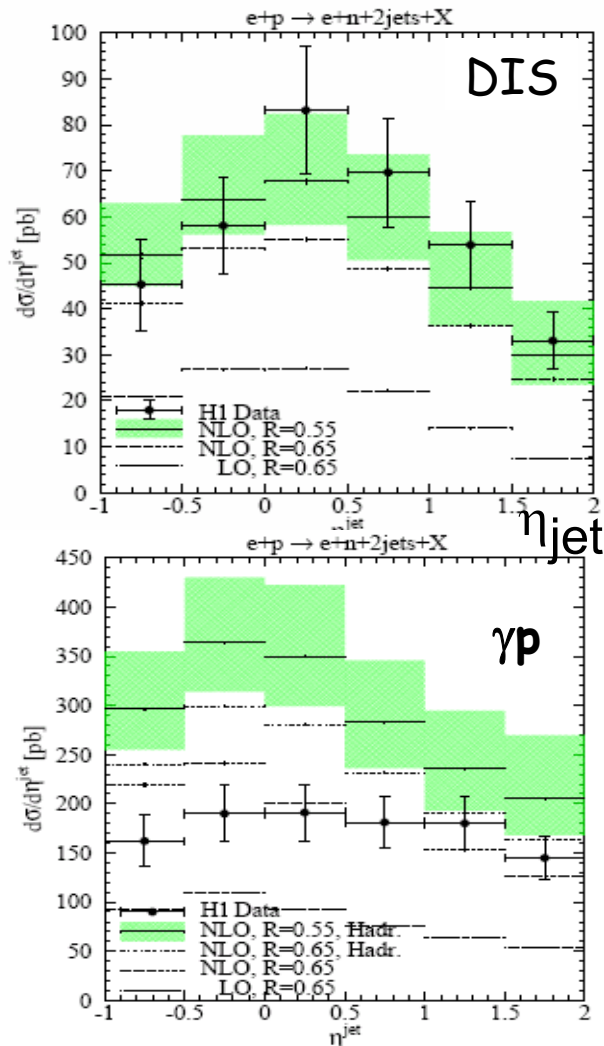 e+p → e+n+2jets+X
100
90
80
70
60
50
40
30
20
10
0
DIS
dσ/dη^jet [pb]
H1 Data
NLO, R=0.55
NLO, R=0.65
LO, R=0.65
-1 -0.5 0 0.5 1 1.5 2
η^jet
η_jet
e+p → e+n+2jets+X
450
400
350
300
250
200
150
100
50
0
γp
dσ/dη^jet [pb]
H1 Data
NLO, R=0.55, Hadr.
NLO, R=0.65, Hadr.
NLO, R=0.65
LO, R=0.65
-1 -0.5 0 0.5 1 1.5 2
η^jet